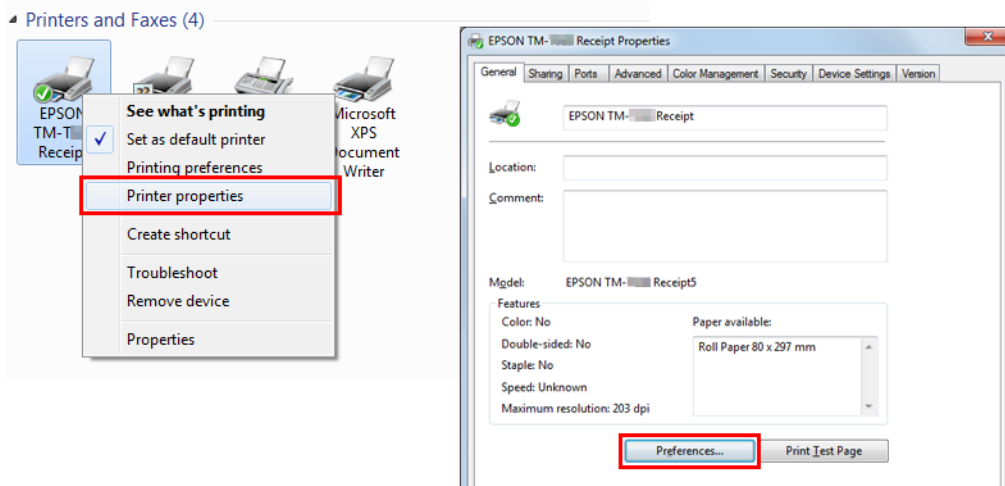 Printers and Faxes (4)
EPSON
TM-T
Receip
Microsoft
XPS
Document
Writer
See what's printing
Set as default printer
Printing preferences
Printer properties
Create shortcut
Troubleshoot
Remove device
Properties
EPSON TM- Receipt Properties
General Sharing Ports Advanced Color Management Security Device Settings Version
EPSON TM- Receipt
Location:
Comment:
Model: EPSON TM- Receipt5
Features
Color: No
Paper available:
Double-sided: No
Roll Paper 80 x 297 mm
Staple: No
Speed: Unknown
Maximum resolution: 203 dpi
Preferences...
Print Test Page